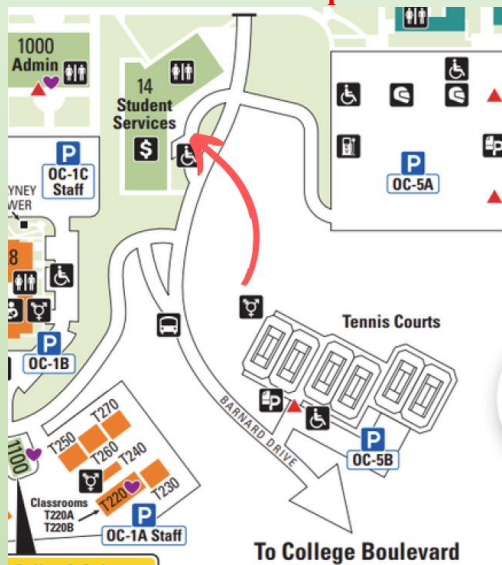 1000
Admin
14
Student
Services
$
P
OC-1C
Staff
P
OC-5A
P
YNEY
WER
8
P
OC-1B
Tennis Courts
P
BARNARD DRIVE
P
OC-5B
T270
T250
T260
T240
1100
T220
T230
Classrooms
T220A
T220B
P
OC-1A Staff
To College Boulevard